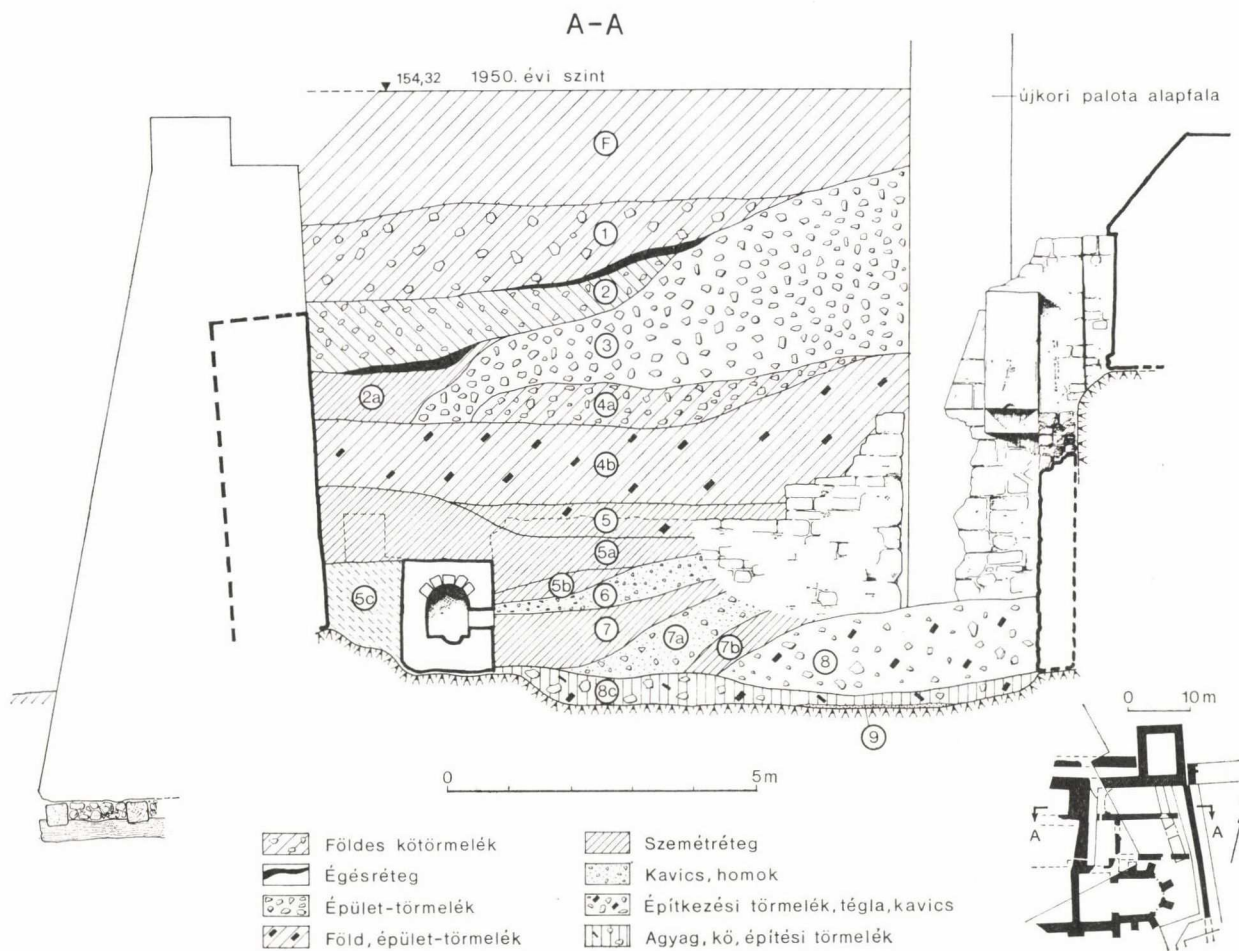 A-A
154,32 1950. évi szint
újkori palota alapfala
F
1
2
3
2a
4a
4b
5
5a
5b
5c
6
7
7a
7b
8
8c
9
0 5m
0 10 m
A A
Földes kőtörmelék
Égésréteg
Épület-törmelék
Föld, épület-törmelék
Szemétréteg
Kavics, homok
Építkezési törmelék, tégla, kavics
Agyag, kő, építési törmelék